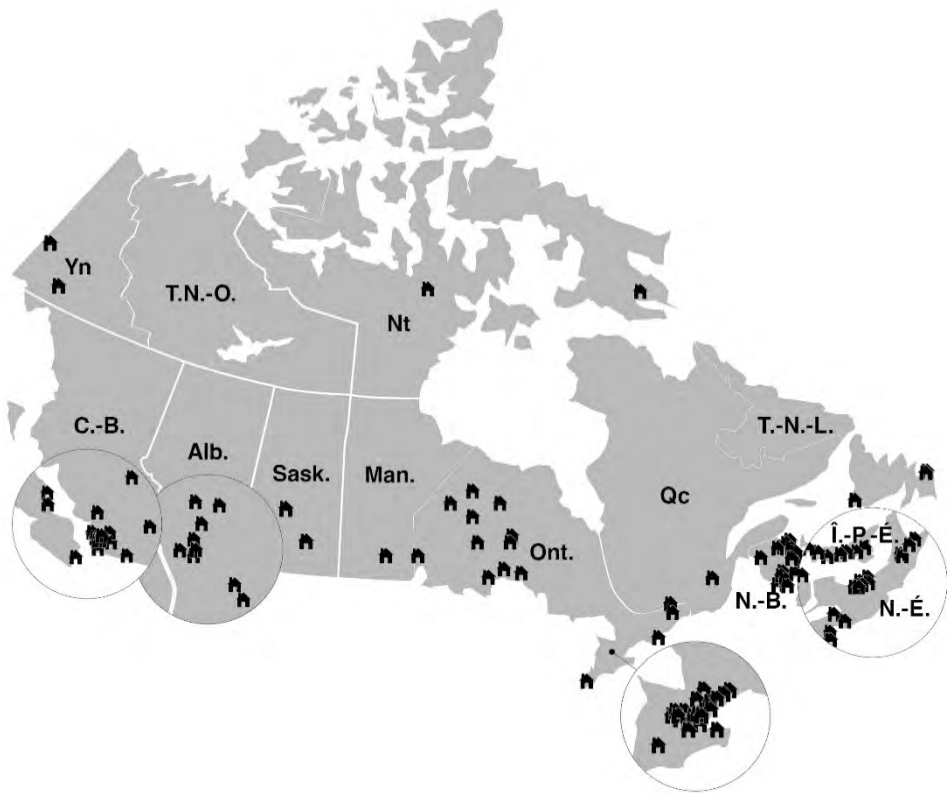 Yn
T.N.-O.
Nt
C.-B.
Alb.
Sask.
Man.
Ont.
Qc
T.-N.-L.
Î.-P.-É.
N.-B.
N.-É.